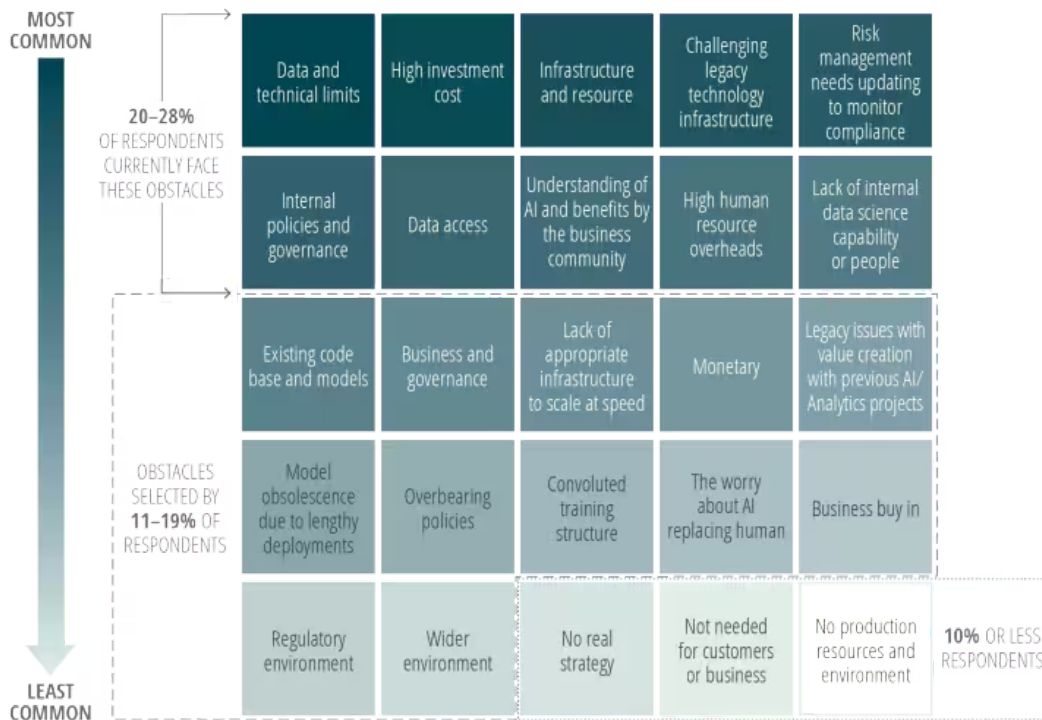 MOST
COMMON
20–28%
OF RESPONDENTS
CURRENTLY FACE
THESE OBSTACLES
Data and
technical limits
High investment
cost
Infrastructure
and resource
Challenging
legacy
technology
infrastructure
Risk
management
needs updating
to monitor
compliance
Internal
policies and
governance
Data access
Understanding of
AI and benefits by
the business
community
High human
resource
overheads
Lack of internal
data science
capability
or people
OBSTACLES
SELECTED BY
11–19% OF
RESPONDENTS
Existing code
base and models
Business and
governance
Lack of
appropriate
infrastructure
to scale at speed
Monetary
Legacy issues with
value creation
with previous AI/
Analytics projects
Model
obsolescence
due to lengthy
deployments
Overbearing
policies
Convoluted
training
structure
The worry
about AI
replacing human
Business buy in
Regulatory
environment
Wider
environment
No real
strategy
Not needed
for customers
or business
No production
resources and
environment
10% OR LESS
RESPONDENTS
LEAST
COMMON